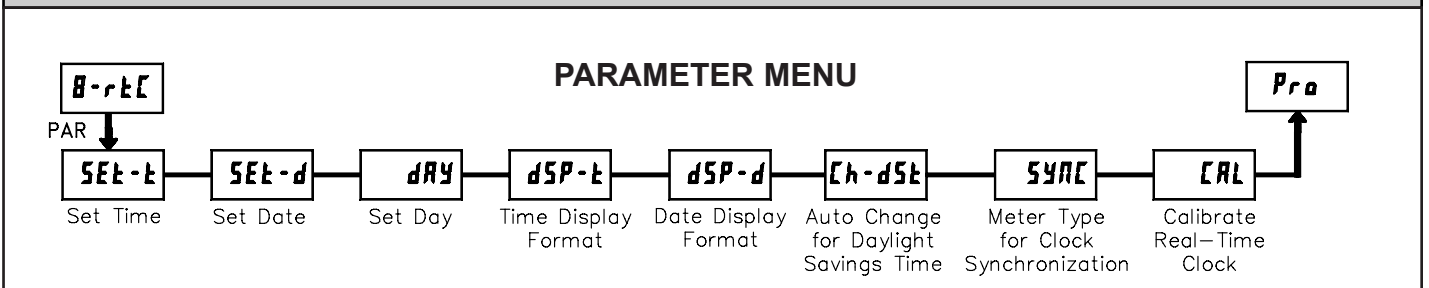 PARAMETER MENU
8-rtC
Pro
PAR
SEt-t SEt-d dAY dSP-t dSP-d Ch-dSt SYNC CAL
Set Time
Set Date
Set Day
Time Display
Format
Date Display
Format
Auto Change
for Daylight
Savings Time
Meter Type
for Clock
Synchronization
Calibrate
Real-Time
Clock